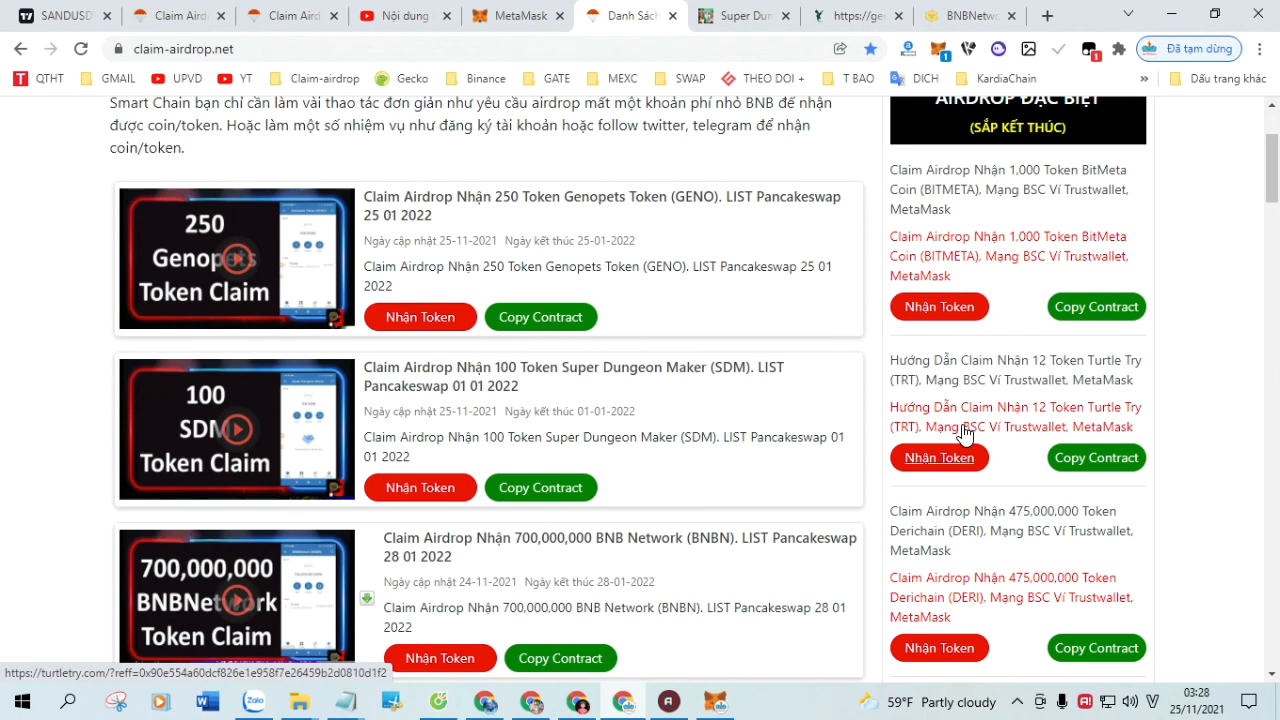 SANDUSD
Claim Air
Claim Air
Nội dung
MetaMask
Danh Sách
Super Dun
https://ge
BNBNetwo
claim-airdrop.net
1
1
Đã tạm dừng
QTHT
GMAIL
UPVD
YT
Claim-airdrop
Gecko
Binance
GATE
MEXC
SWAP
THEO DOI +
T BAO
DICH
KardiaChain
»
Dấu trang khác
Smart Chain bạn chỉ cần làm vài thao tác đơn giản như yêu cầu airdrop mất một khoản phí nhỏ BNB để nhận
được coin/token. Hoặc làm một số nhiệm vụ như đăng ký tài khoản hoặc follow twitter, telegram để nhận
coin/token.
250
Genopets
Token Claim
Claim Airdrop Nhận 250 Token Genopets Token (GENO). LIST Pancakeswap
25 01 2022
Ngày cập nhật 25-11-2021 Ngày kết thúc 25-01-2022
Claim Airdrop Nhận 250 Token Genopets Token (GENO). LIST Pancakeswap 25 01
2022
Nhận Token
Copy Contract
100
SDM
Token Claim
Claim Airdrop Nhận 100 Token Super Dungeon Maker (SDM). LIST
Pancakeswap 01 01 2022
Ngày cập nhật 25-11-2021 Ngày kết thúc 01-01-2022
Claim Airdrop Nhận 100 Token Super Dungeon Maker (SDM). LIST Pancakeswap 01
01 2022
Nhận Token
Copy Contract
700,000.000
BNBNetwork
Token Claim
Claim Airdrop Nhận 700,000,000 BNB Network (BNBN). LIST Pancakeswap
28 01 2022
Ngày cập nhật 24-11-2021 Ngày kết thúc 28-01-2022
Claim Airdrop Nhận 700,000,000 BNB Network (BNBN). LIST Pancakeswap 28 01
2022
Nhận Token
Copy Contract
AIRDROP ĐẶC BIỆT
(SẮP KẾT THÚC)
Claim Airdrop Nhận 1,000 Token BitMeta
Coin (BITMETA), Mạng BSC Ví Trustwallet,
MetaMask
Claim Airdrop Nhận 1,000 Token BitMeta
Coin (BITMETA), Mạng BSC Ví Trustwallet,
MetaMask
Nhận Token
Copy Contract
Hướng Dẫn Claim Nhận 12 Token Turtle Try
(TRT), Mạng BSC Ví Trustwallet, MetaMask
Hướng Dẫn Claim Nhận 12 Token Turtle Try
(TRT), Mạng BSC Ví Trustwallet, MetaMask
Nhận Token
Copy Contract
Claim Airdrop Nhận 475,000,000 Token
Derichain (DERI), Mạng BSC Ví Trustwallet,
MetaMask
Claim Airdrop Nhận 475,000,000 Token
Derichain (DERI), Mạng BSC Ví Trustwallet,
MetaMask
Nhận Token
Copy Contract
https://turtletry.com/?reff=0x90e554a60dcf826e1e958f7e26459b2d0810d1f2
Zalo
59°F Partly cloudy
03:28
25/11/2021